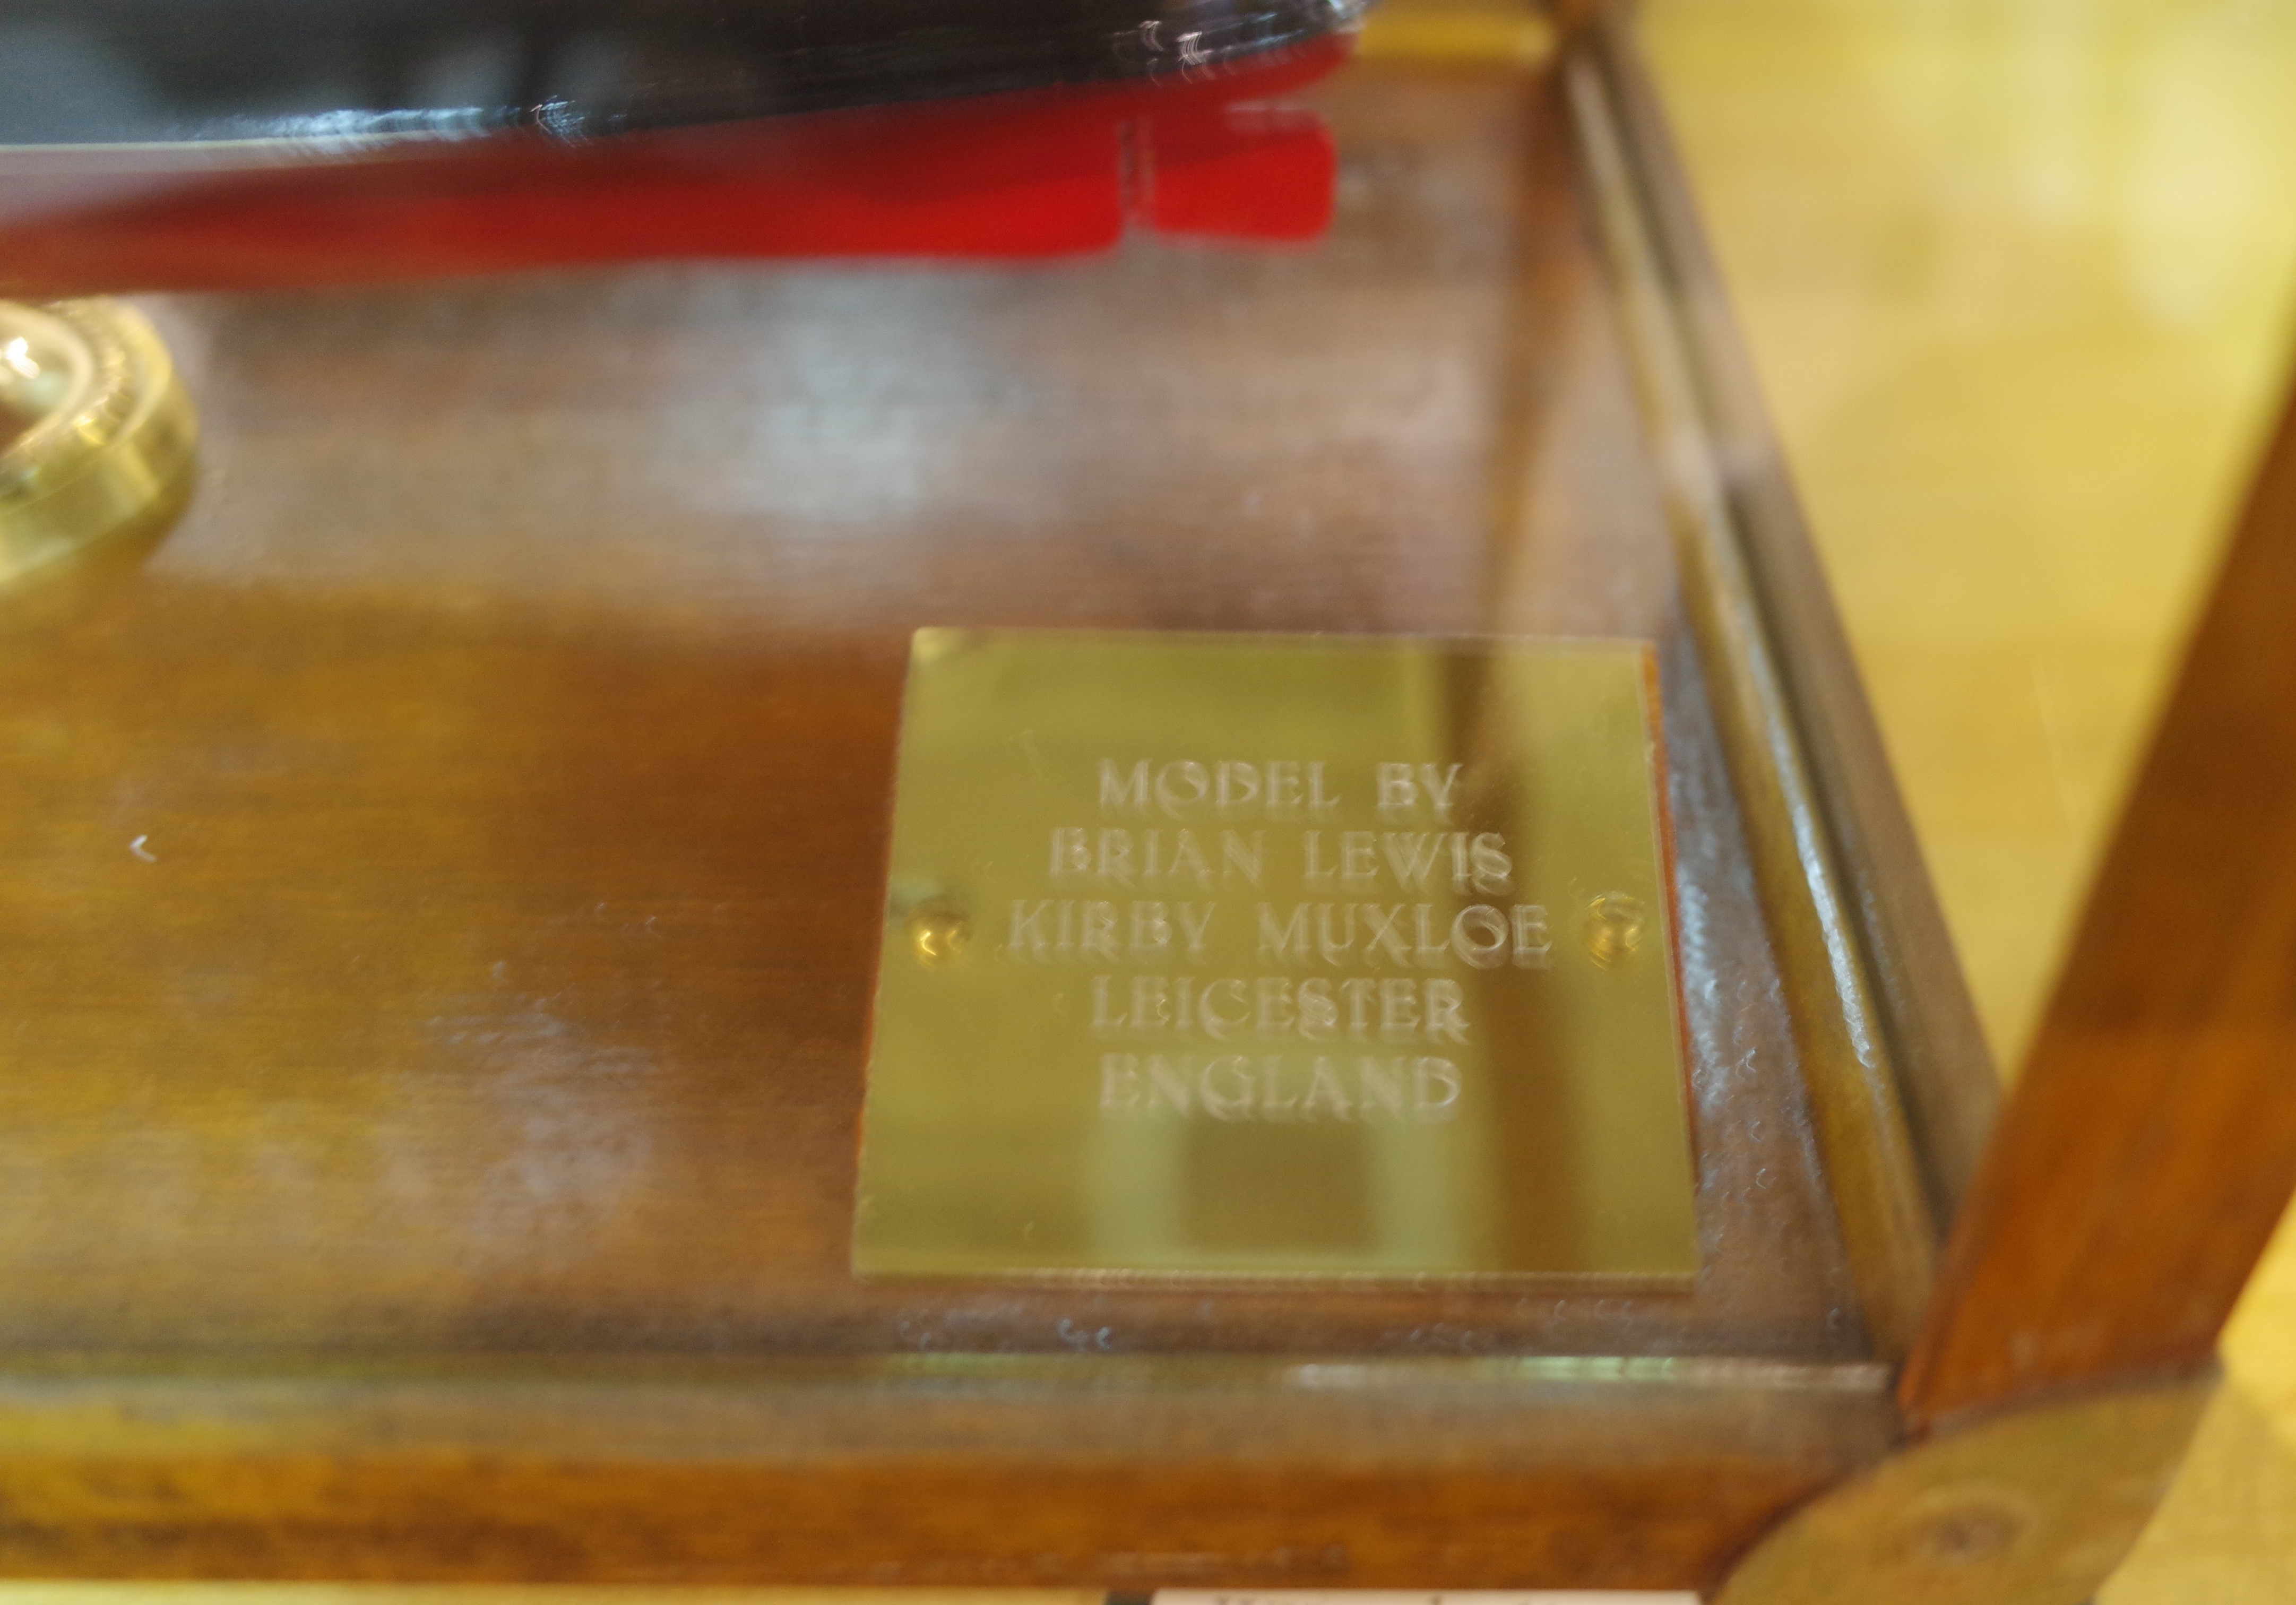 MODEL BY
BRIAN LEWIS
KIRBY MUXLOE
LEICESTER
ENGLAND